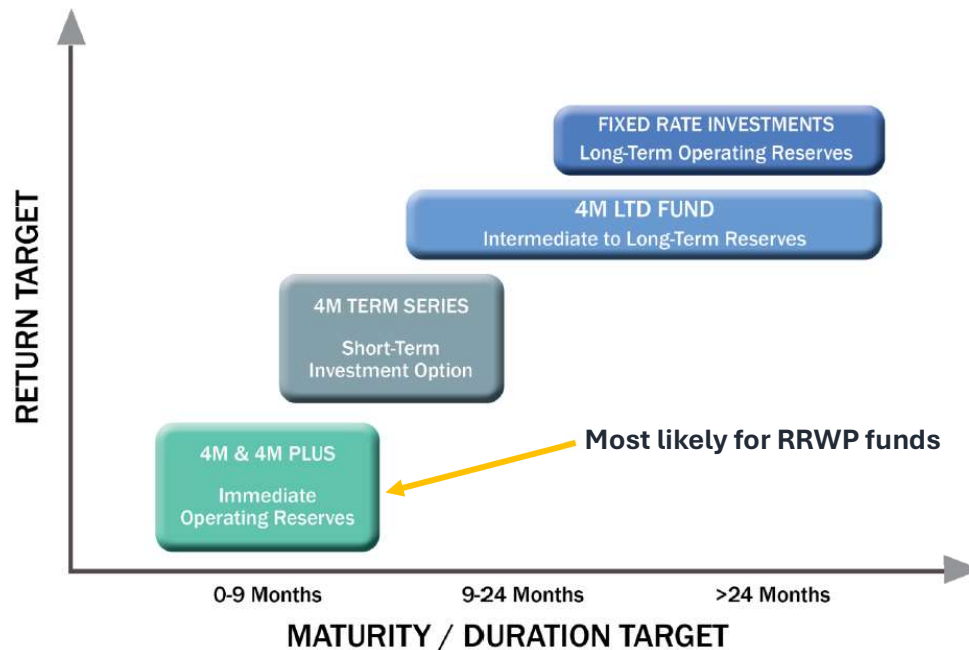 RETURN TARGET
FIXED RATE INVESTMENTS
Long-Term Operating Reserves
4M LTD FUND
Intermediate to Long-Term Reserves
4M TERM SERIES
Short-Term
Investment Option
4M & 4M PLUS
Immediate
Operating Reserves
Most likely for RRWP funds
0-9 Months
9-24 Months
>24 Months
MATURITY / DURATION TARGET